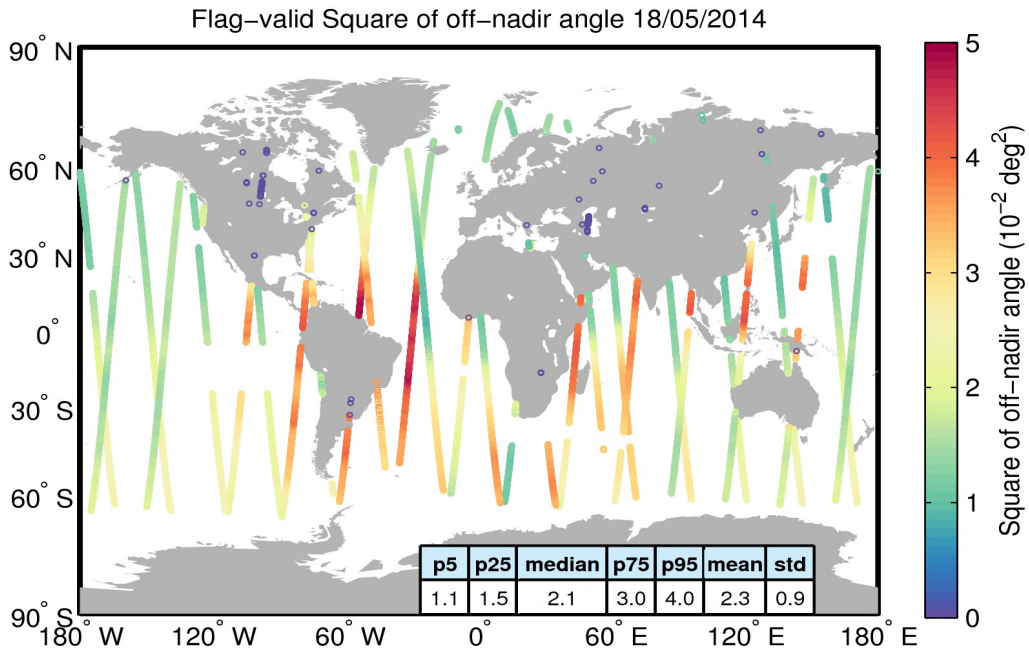 Flag−valid Square of off−nadir angle 18/05/2014
90° N
60° N
30° N
0°
30° S
60° S
90° S
180° W
120° W
60° W
0°
60° E
120° E
180° E
p5 p25 median p75 p95 mean std
1.1 1.5 2.1 3.0 4.0 2.3 0.9
5
4
3
2
1
0
Square of off−nadir angle (10⁻² deg²)